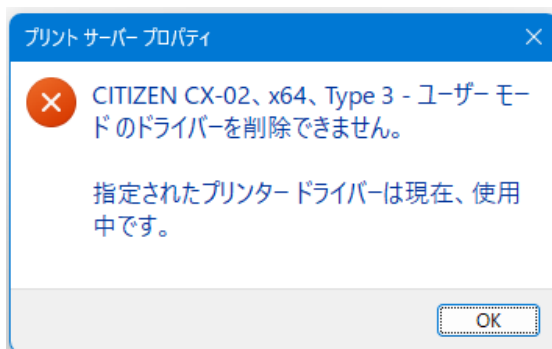 プリント サーバー プロパティ
CITIZEN CX-02、x64、Type 3 - ユーザー モー
ド のドライバーを削除できません。
指定されたプリンター ドライバーは現在、使用
中です。
OK